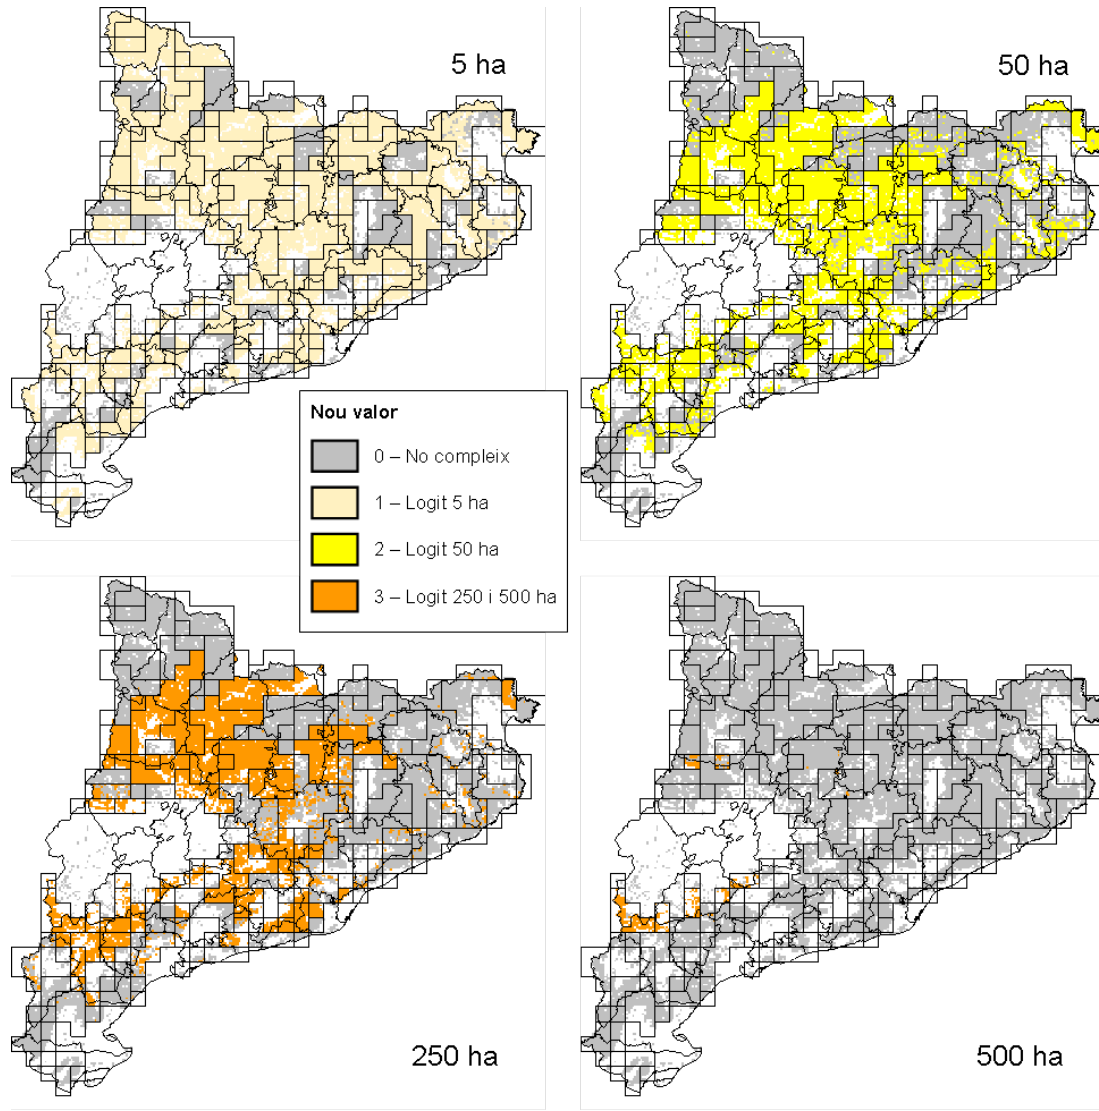 5 ha
50 ha
Nou valor
0 – No compleix
1 – Logit 5 ha
2 – Logit 50 ha
3 – Logit 250 i 500 ha
250 ha
500 ha